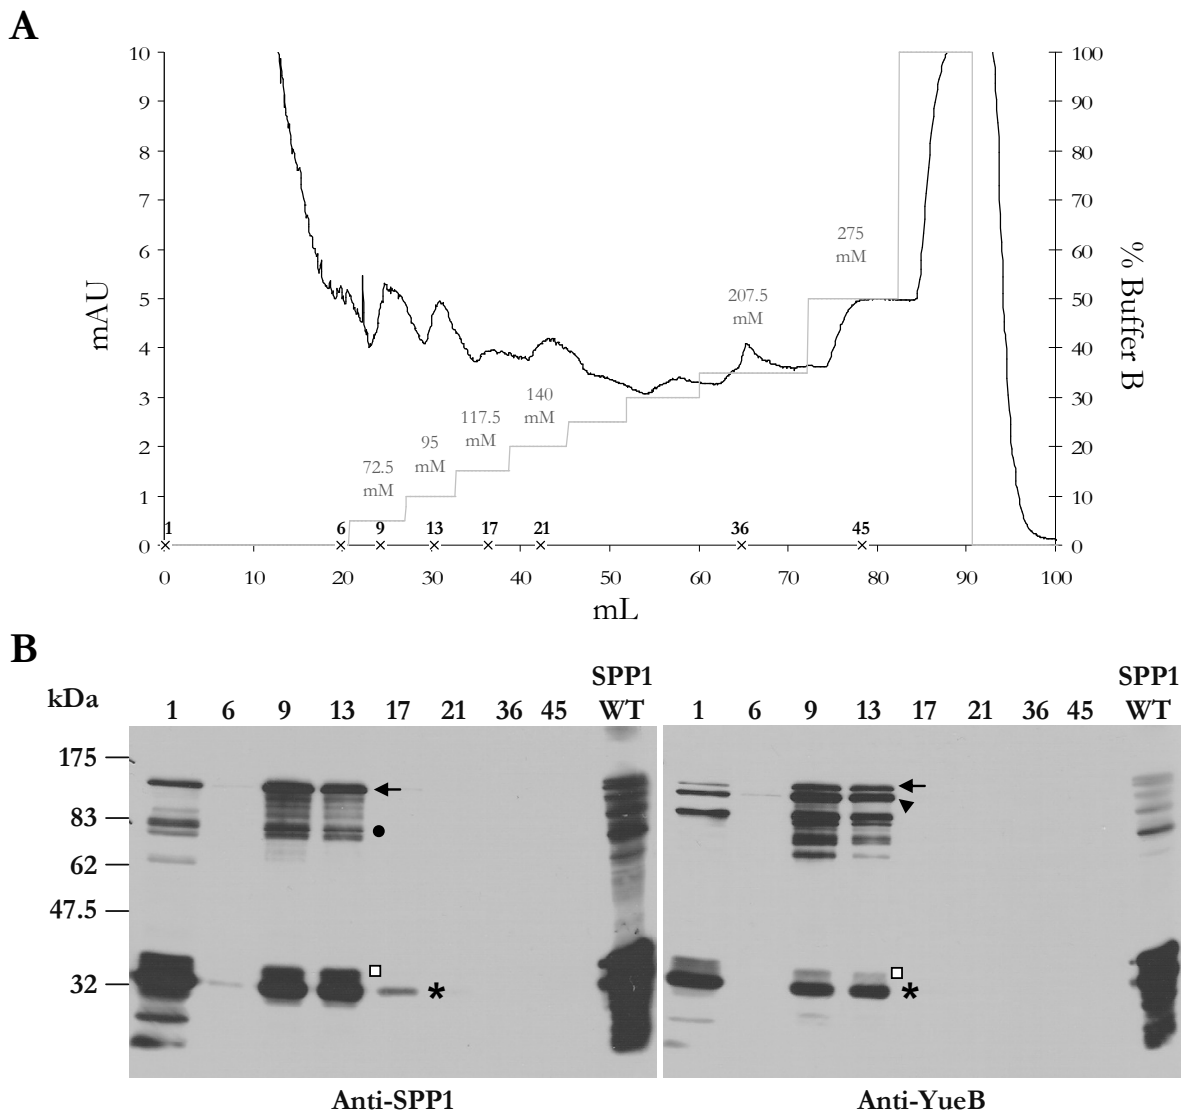 A
10
9
8
7
6
5
4
3
2
1
0
mAU
100
90
80
70
60
50
40
30
20
10
0
% Buffer B
72.5
mM
95
mM
117.5
mM
140
mM
207.5
mM
275
mM
1 6 9 13 17 21 36 45
0 10 20 30 40 50 60 70 80 90 100
mL
B
kDa
175
83
62
47.5
32
1 6 9 13 17 21 36 45 SPP1
WT
*
Anti-SPP1
1 6 9 13 17 21 36 45 SPP1
WT
*
Anti-YueB